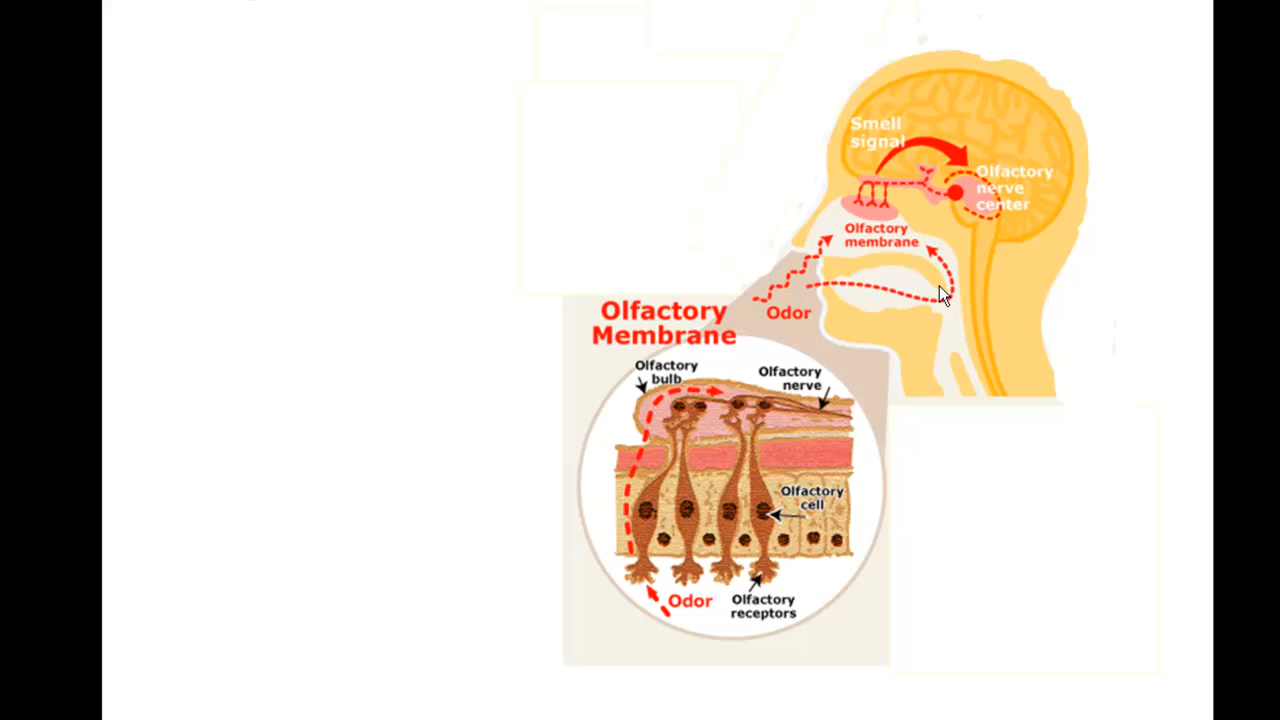 Smell
signal
Olfactory
nerve
center
Olfactory
membrane
Odor
Olfactory
Membrane
Olfactory
bulb
Olfactory
nerve
Olfactory
cell
Odor
Olfactory
receptors